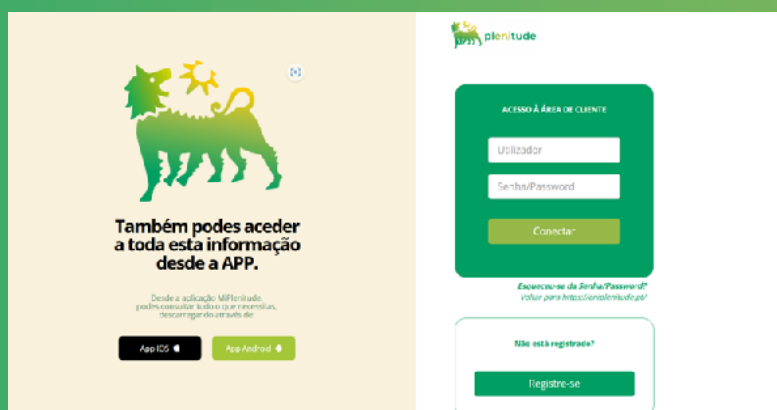 Também podes aceder
a toda esta informação
desde a APP.
Desde a aplicação MiPlenitude,
podes consultar tudo o que necessitas,
descarregando através de:
App IOS
App Android
plenitude
ACESSO À ÁREA DE CLIENTE
Utilizador
Senha/Password
Conectar
Esqueceu-se da Senha/Password?
Voltar para https://eniplenitude.pt/
Não está registrado?
Registre-se